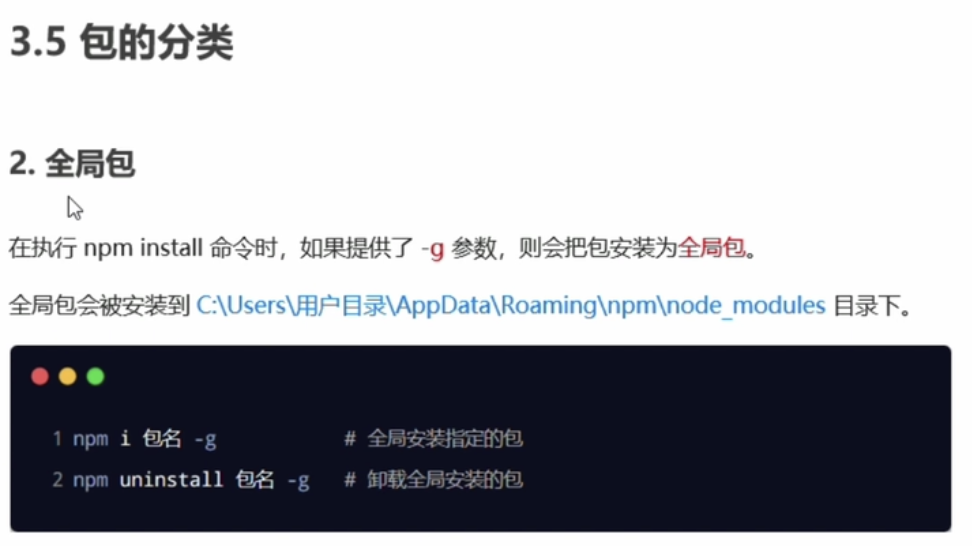 3.5 包的分类
2. 全局包
在执行 npm install 命令时，如果提供了 -g 参数，则会把包安装为全局包。
全局包会被安装到 C:\Users\用户目录\AppData\Roaming\npm\node_modules 目录下。
1 npm i 包名 -g # 全局安装指定的包
2 npm uninstall 包名 -g # 卸载全局安装的包